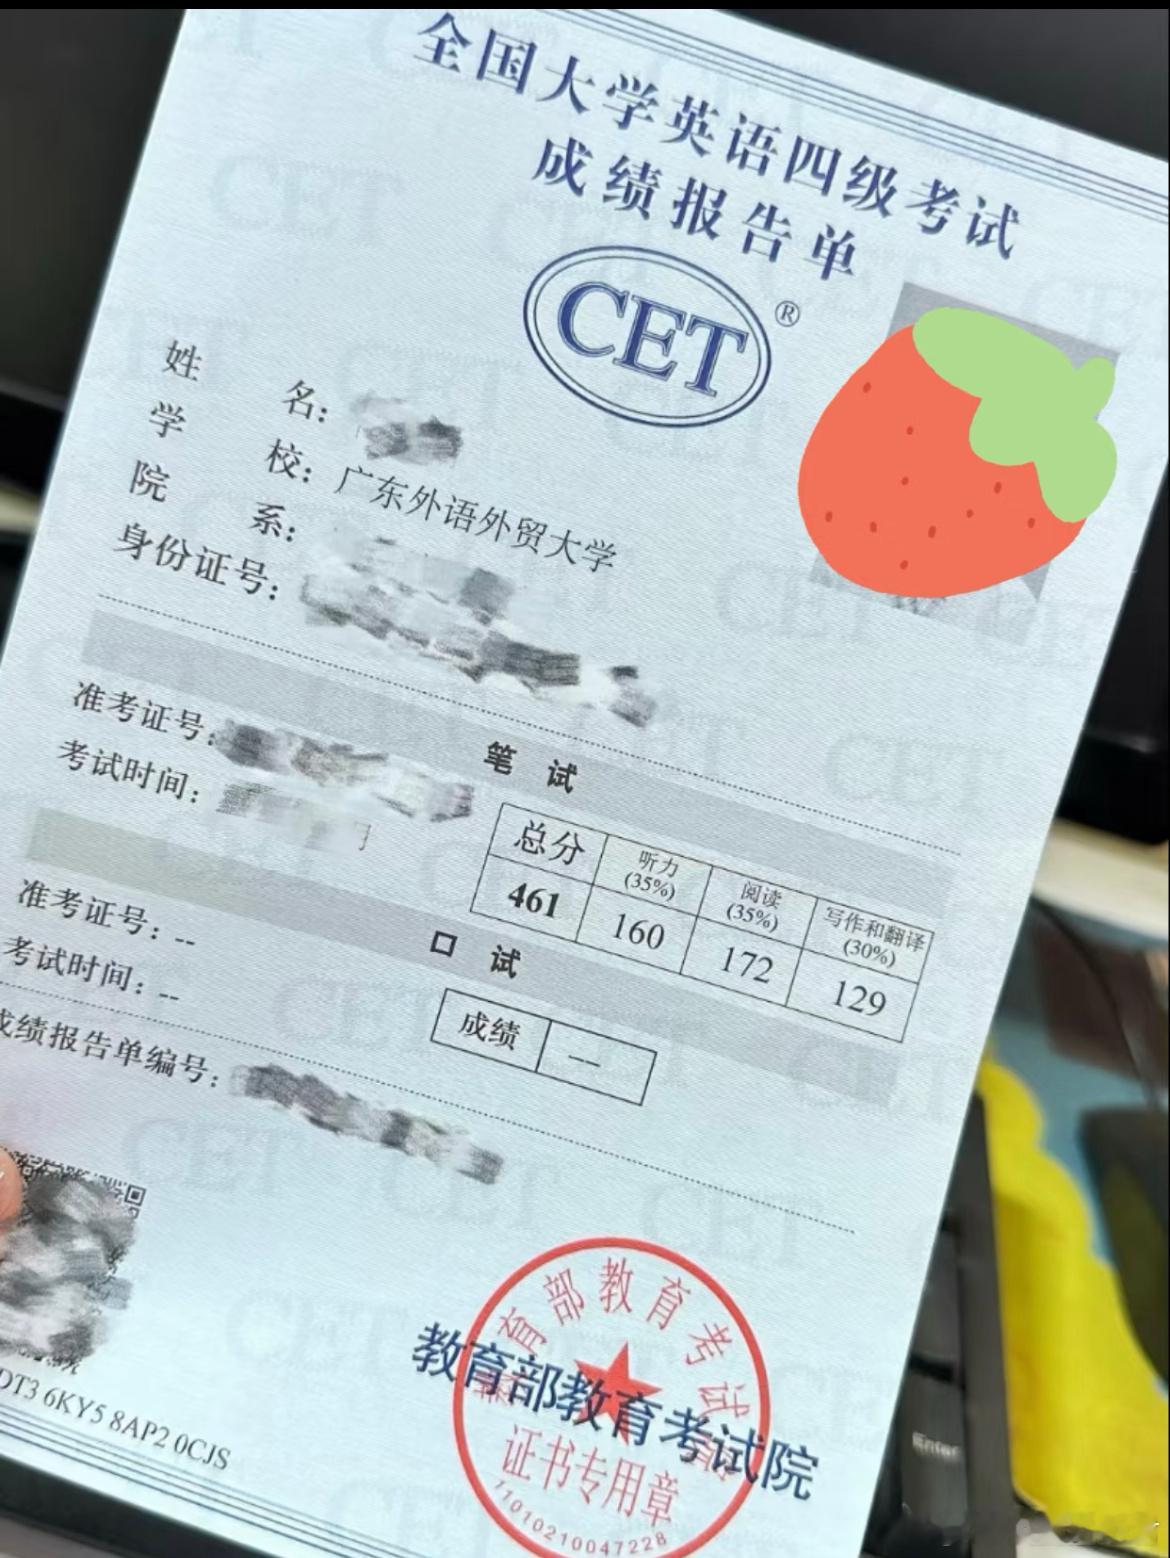 全国大学英语四级考试
成绩报告单
CET®
姓名:
学校: 广东外语外贸大学
院系:
身份证号:
笔试
准考证号:
考试时间:
总分 听力(35%) 阅读(35%) 写作和翻译(30%)
461 160 172 129
口试
准考证号: --
考试时间: --
成绩 --
成绩报告单编号:
教育部教育考试院
证书专用章
11010210047228
教育部教育考试院
DT3 6KY5 8AP2 0CJS
Enter